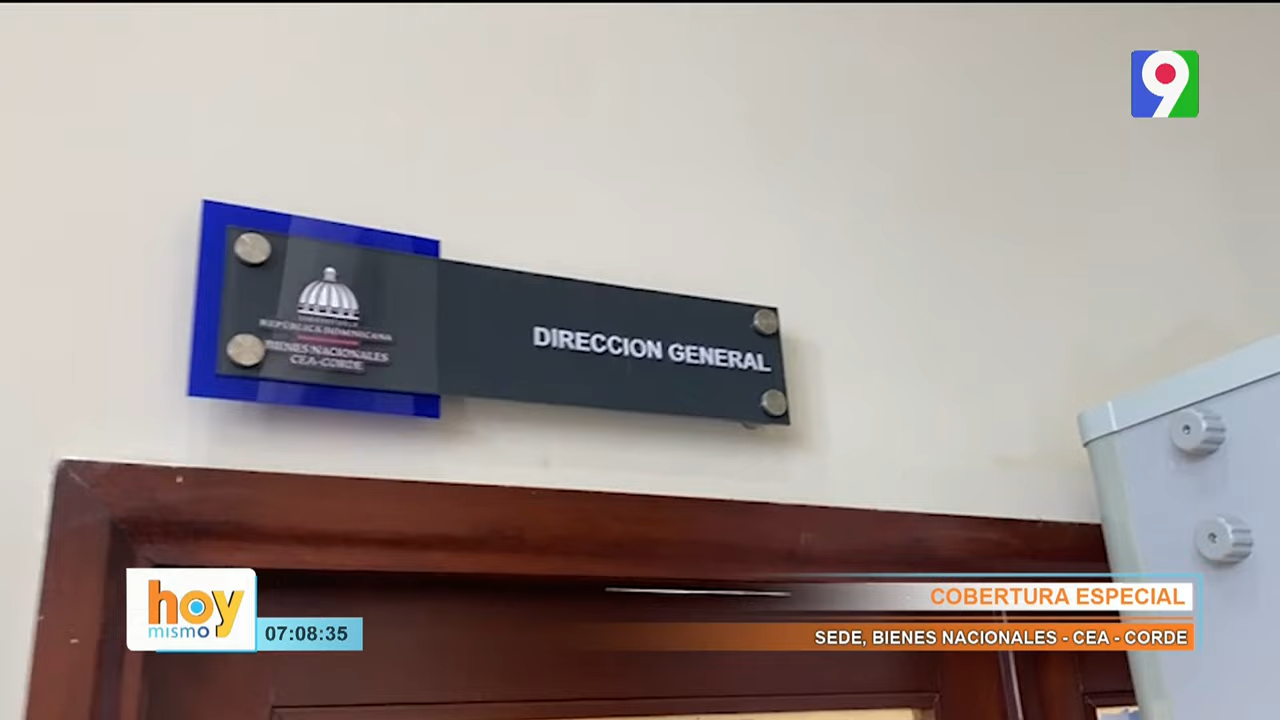 9
REPÚBLICA DOMINICANA
BIENES NACIONALES
CEA-CORDE
DIRECCION GENERAL
hoy
mismo
07:08:35
COBERTURA ESPECIAL
SEDE, BIENES NACIONALES - CEA - CORDE